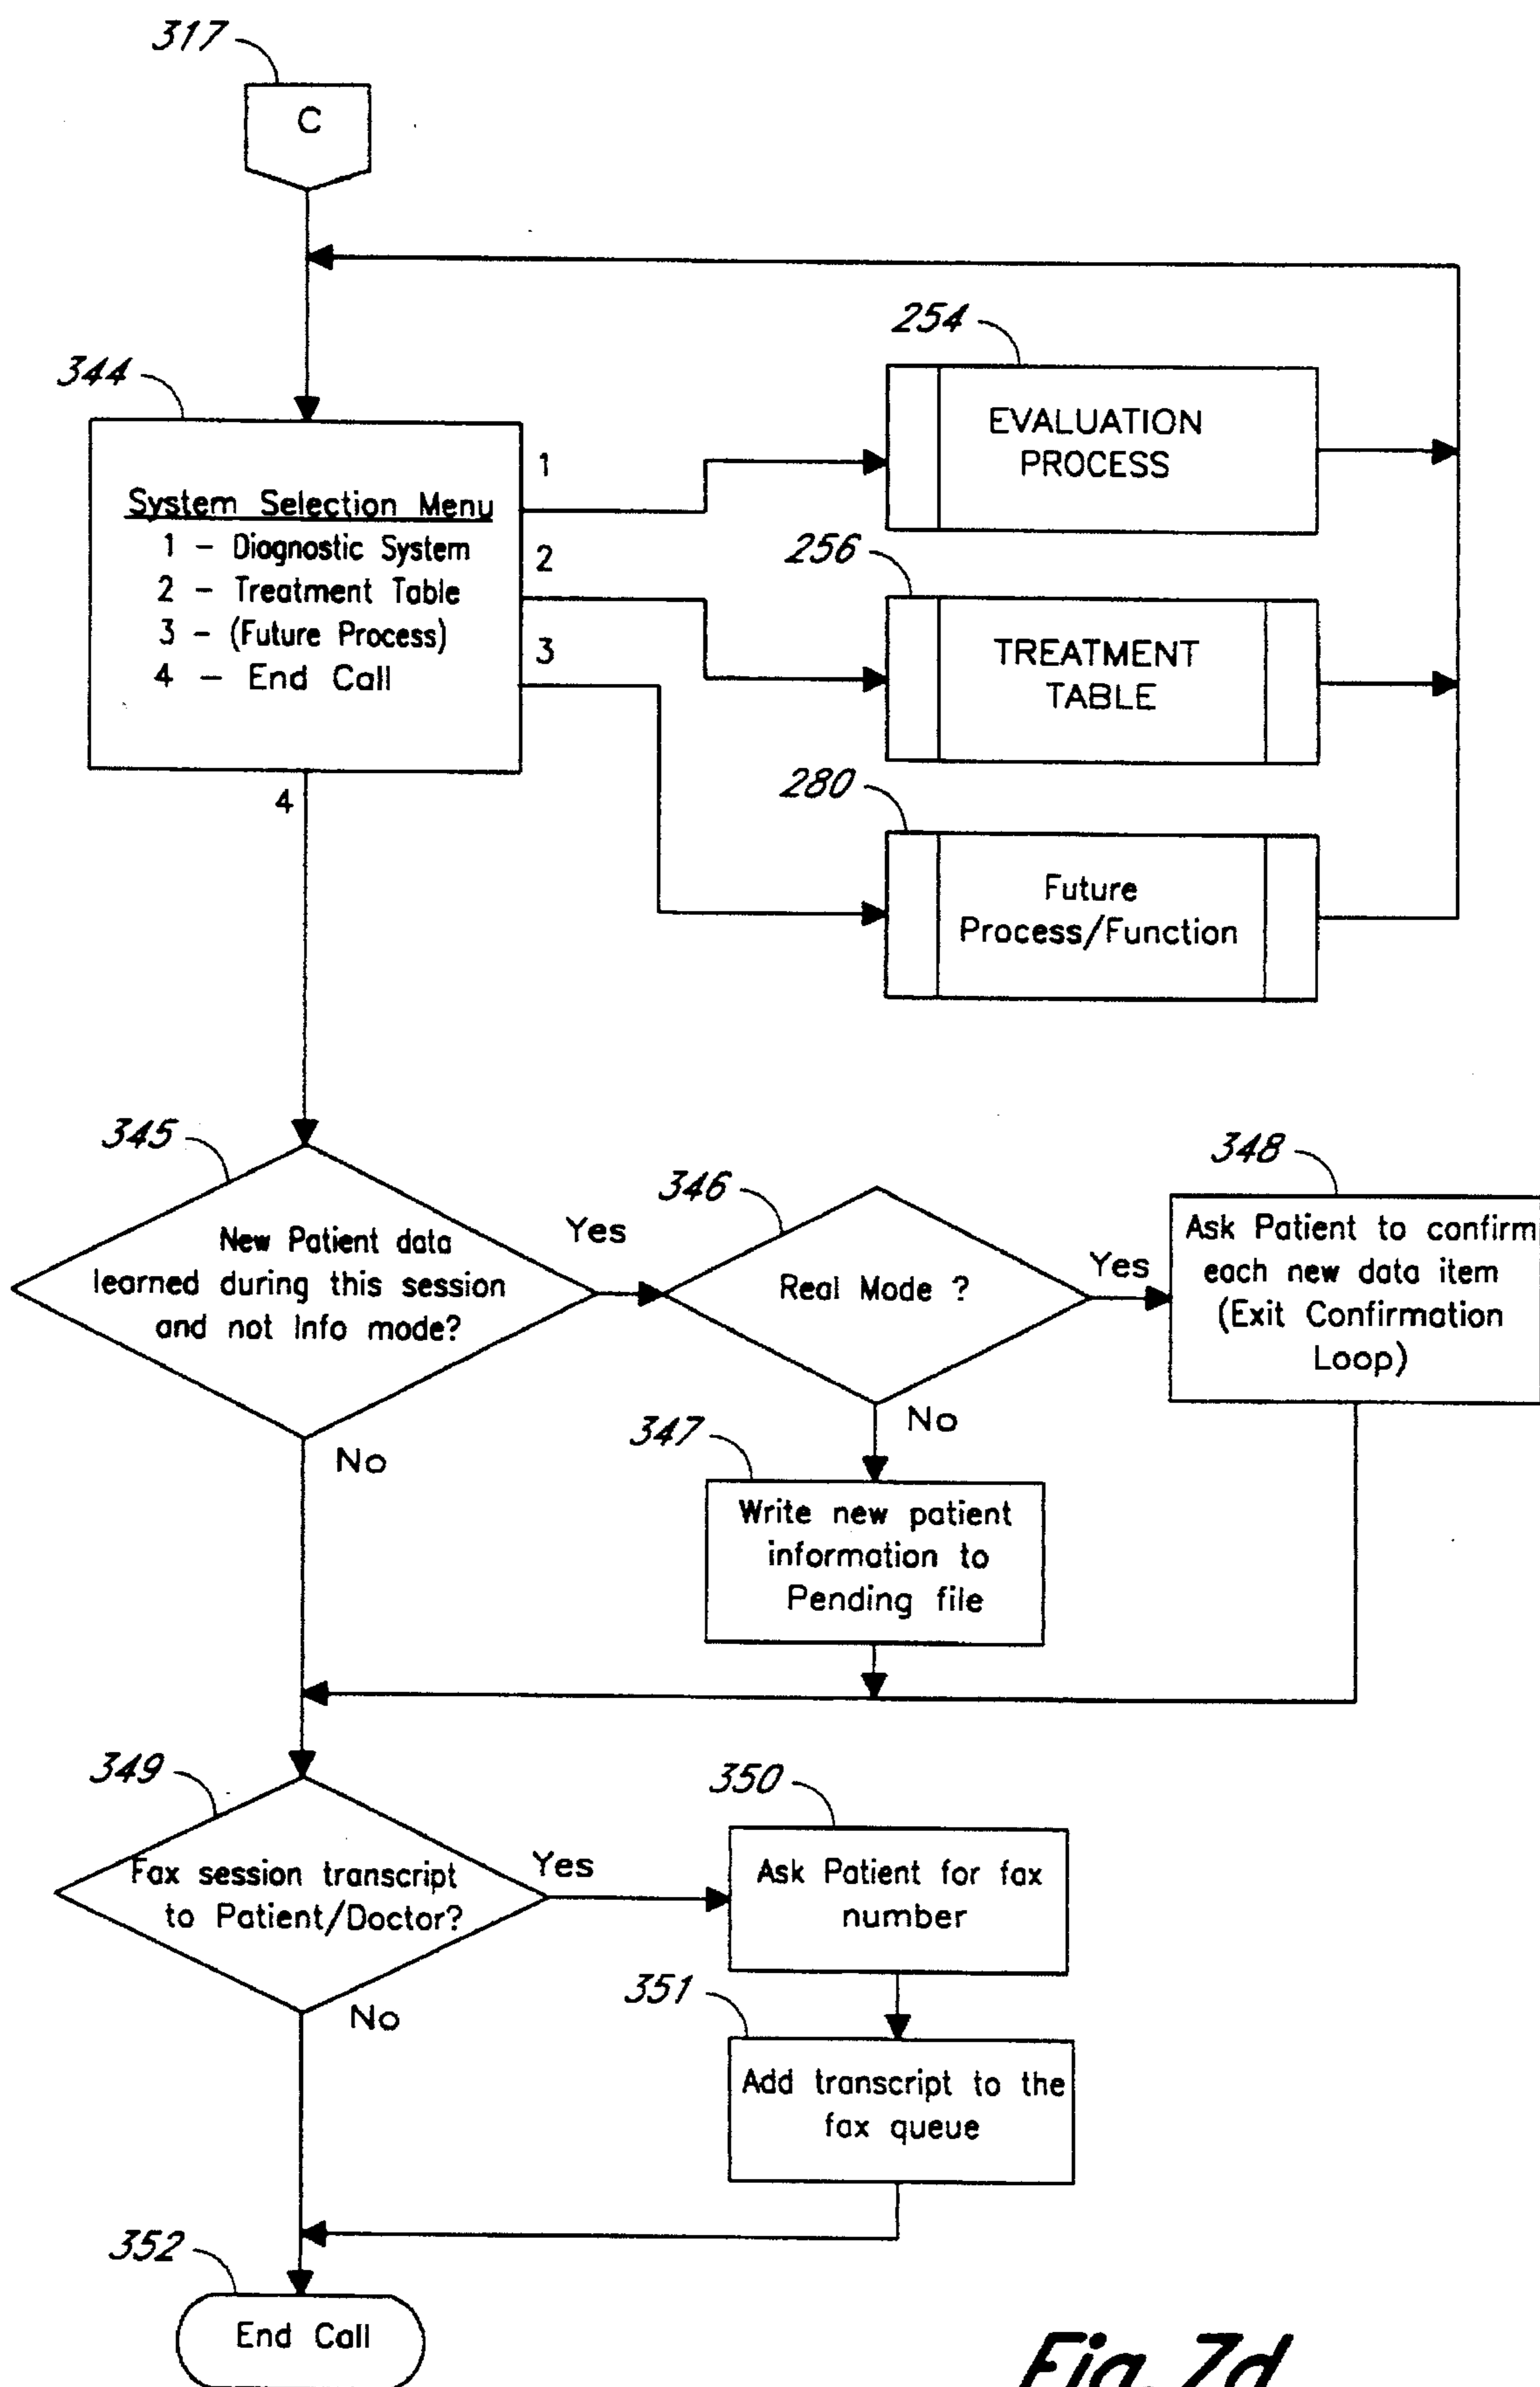 317
C
254
344
EVALUATION
PROCESS
1
System Selection Menu
1 - Diagnostic System
2 - Treatment Table
3 - (Future Process)
4 - End Call
2
256
3
TREATMENT
TABLE
280
4
Future
Process/Function
345
346
348
New Patient data
learned during this session
and not Info mode?
Yes
Real Mode ?
Yes
Ask Patient to confirm
each new data item
(Exit Confirmation
Loop)
No
347
No
Write new patient
information to
Pending file
349
350
Fax session transcript
to Patient/Doctor?
Yes
Ask Patient for fax
number
351
No
Add transcript to the
fax queue
352
End Call
Fig. 7d